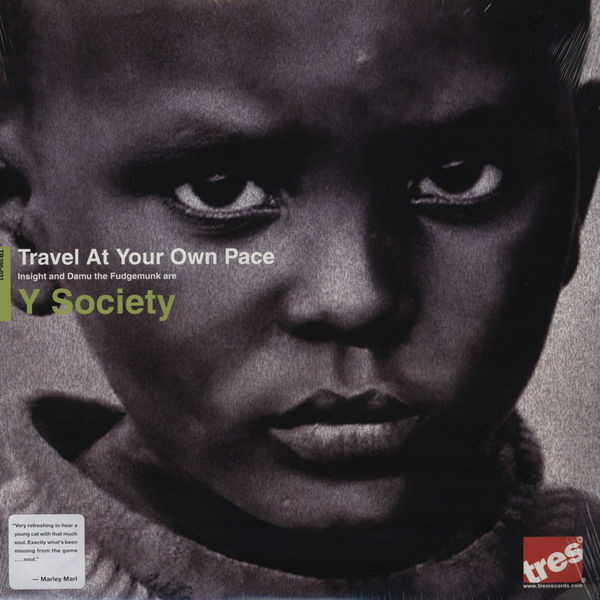 Travel At Your Own Pace
Insight and Damu the Fudgemunk are
Y Society
"Very refreshing to hear a
young cat with that much
soul. Exactly what's been
missing from the game
....soul."
— Marley Marl
tres
www.tresrecords.com